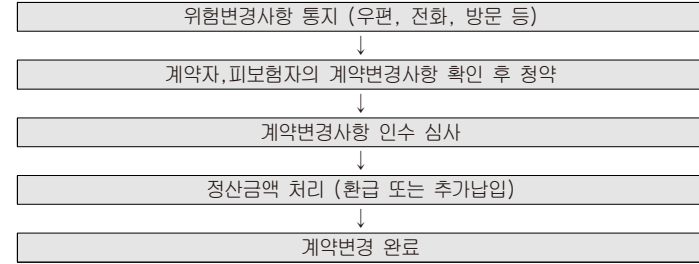 위험변경사항 통지 (우편, 전화, 방문 등)
↓
계약자,피보험자의 계약변경사항 확인 후 청약
↓
계약변경사항 인수 심사
↓
정산금액 처리 (환급 또는 추가납입)
↓
계약변경 완료